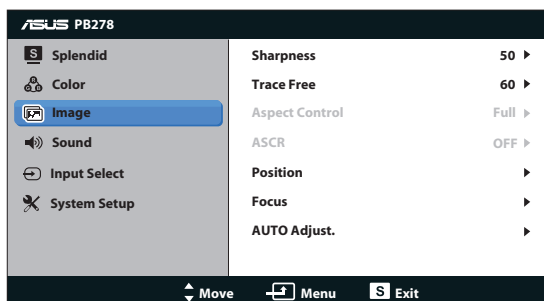 ASUS PB278
S Splendid
Color
Image
Sound
Input Select
System Setup
Sharpness 50
Trace Free 60
Aspect Control Full
ASCR OFF
Position
Focus
AUTO Adjust.
Move Menu S Exit